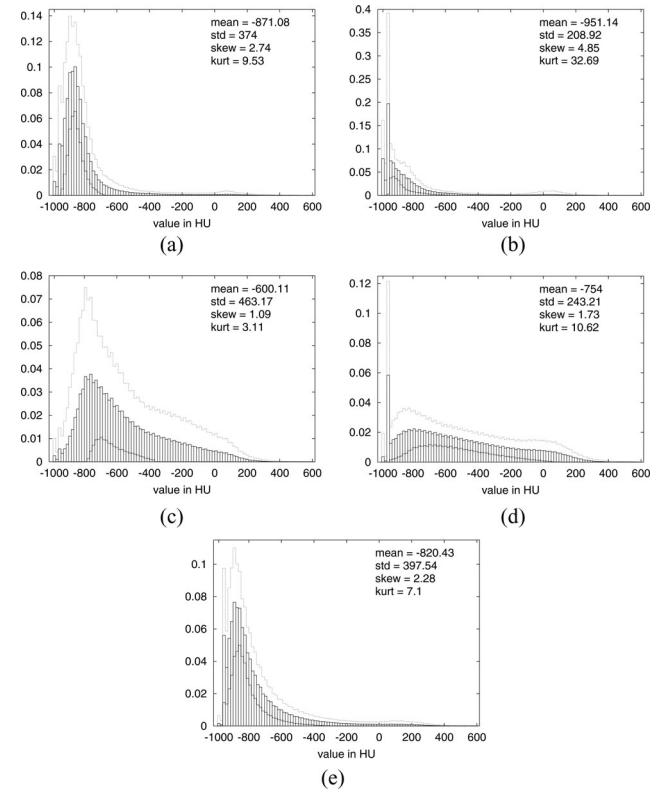 0.14
0.12
0.1
0.08
0.06
0.04
0.02
0
-1000 -800 -600 -400 -200 0 200 400 600
value in HU
mean = -871.08
std = 374
skew = 2.74
kurt = 9.53
(a)
0.4
0.35
0.3
0.25
0.2
0.15
0.1
0.05
0
-1000 -800 -600 -400 -200 0 200 400 600
value in HU
mean = -951.14
std = 208.92
skew = 4.85
kurt = 32.69
(b)
0.08
0.07
0.06
0.05
0.04
0.03
0.02
0.01
0
-1000 -800 -600 -400 -200 0 200 400 600
value in HU
mean = -600.11
std = 463.17
skew = 1.09
kurt = 3.11
(c)
0.12
0.1
0.08
0.06
0.04
0.02
0
-1000 -800 -600 -400 -200 0 200 400 600
value in HU
mean = -754
std = 243.21
skew = 1.73
kurt = 10.62
(d)
0.1
0.08
0.06
0.04
0.02
0
-1000 -800 -600 -400 -200 0 200 400 600
value in HU
mean = -820.43
std = 397.54
skew = 2.28
kurt = 7.1
(e)